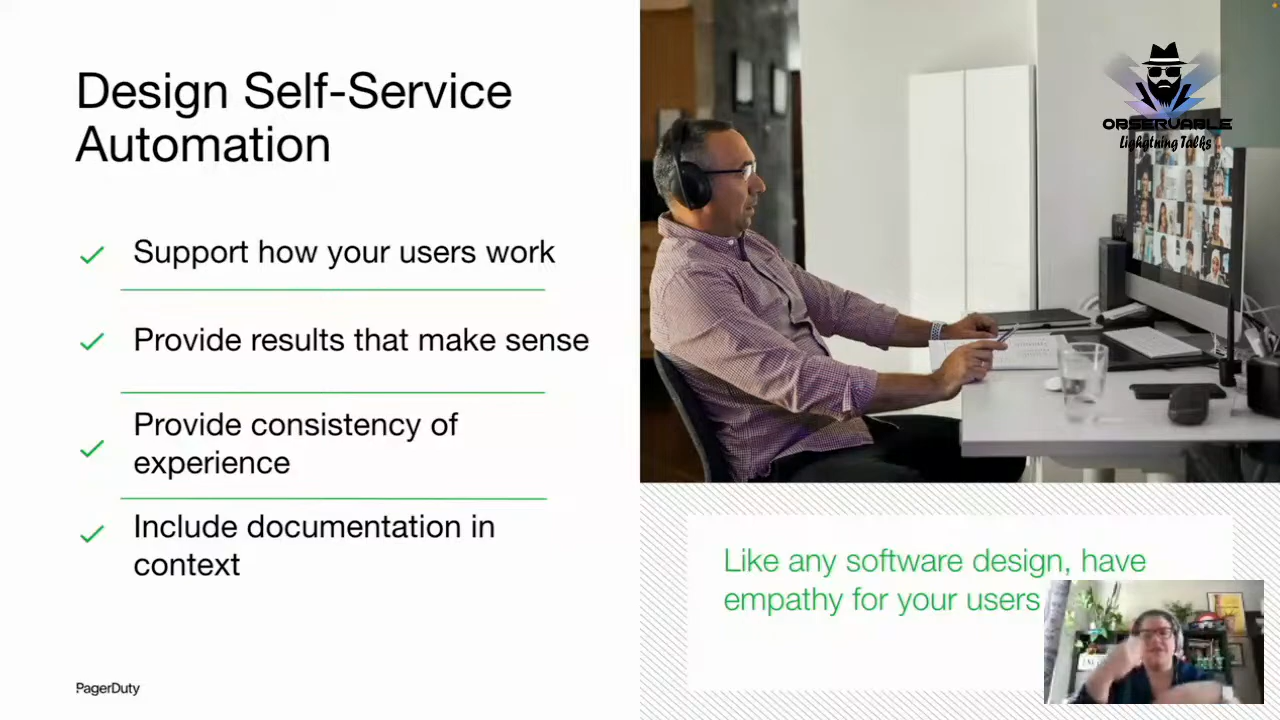 Design Self-Service
Automation
Support how your users work
Provide results that make sense
Provide consistency of
experience
Include documentation in
context
PagerDuty
OBSERVABLE
Lighytning Talks
Like any software design, have
empathy for your users